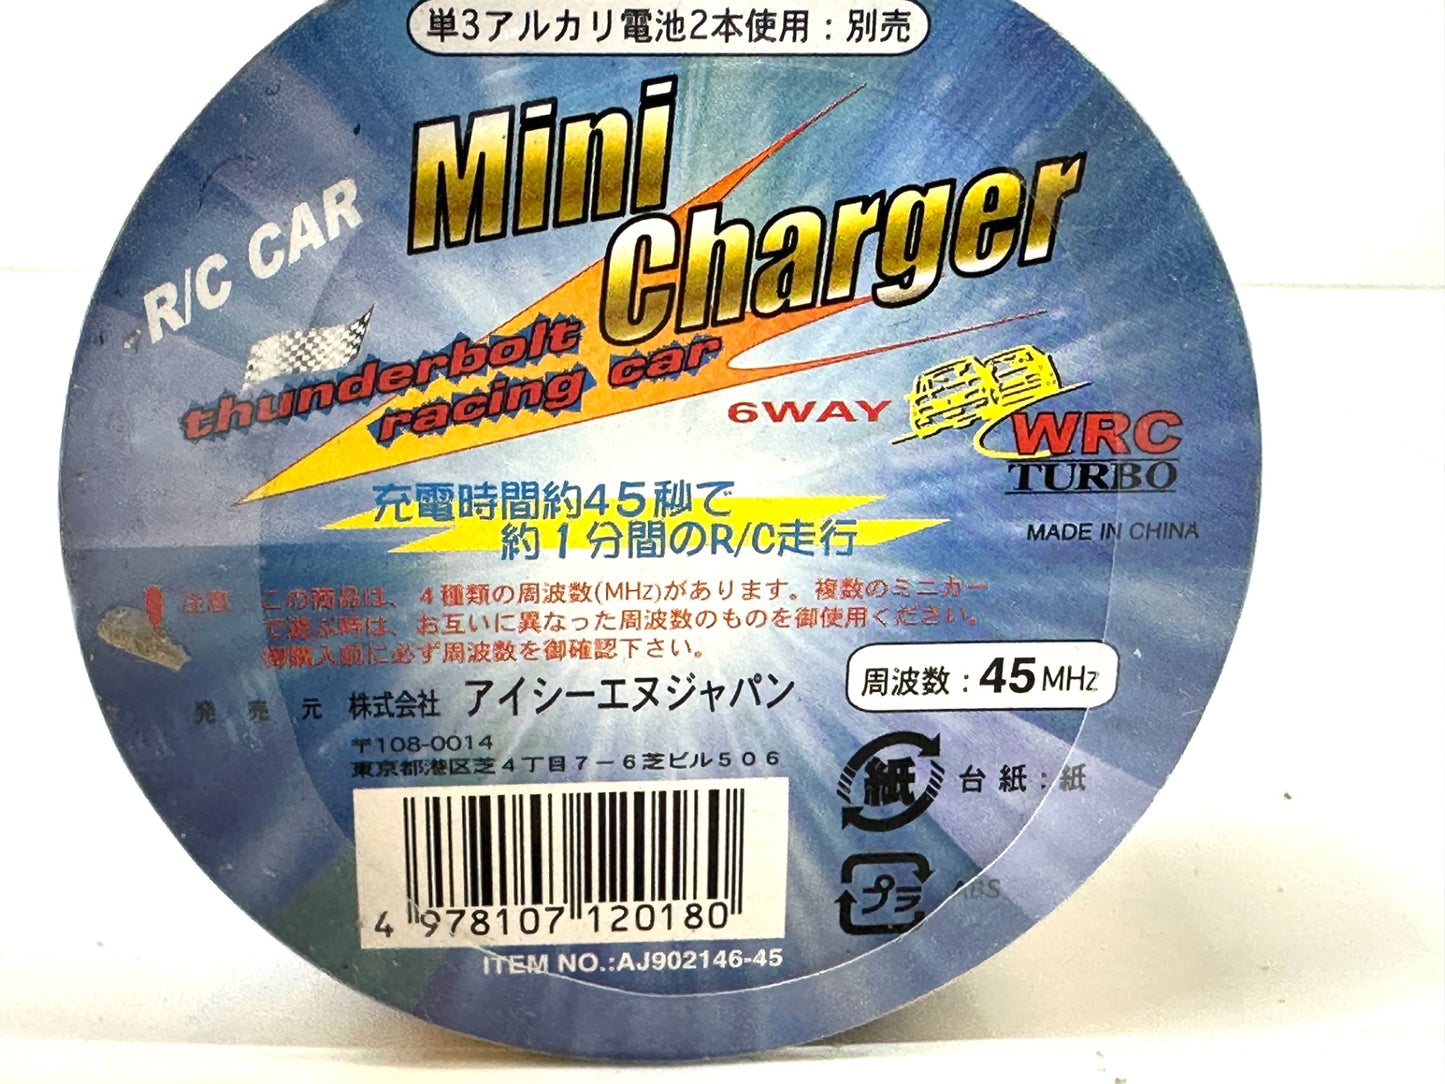 単3アルカリ電池2本使用：別売
Mini
Charger
R/C CAR
thunderbolt
racing car
6WAY
WRC
TURBO
充電時間約45秒で
約1分間のR/C走行
MADE IN CHINA
注意 この商品は、4種類の周波数(MHz)があります。複数のミニカー
で遊ぶ時は、お互いに異なった周波数のものを御使用ください。
御購入前に必ず周波数を御確認下さい。
周波数：45MHz
発売元 株式会社 アイシーエヌジャパン
〒108-0014
東京都港区芝4丁目7-6芝ビル506
紙 台紙：紙
プラ ABS
4 978107 120180
ITEM NO.:AJ902146-45